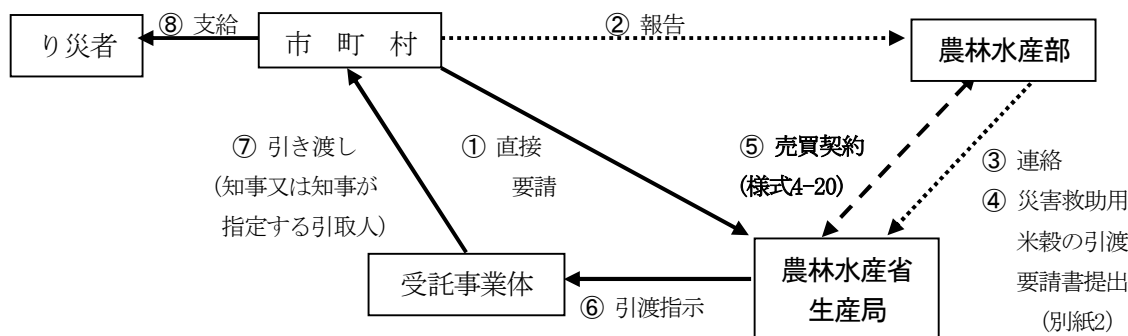 ⑧ 支給
② 報告
り災者
市　町　村
農林水産部
⑦ 引き渡し
(知事又は知事が
指定する引取人)
① 直接
要請
⑤ 売買契約
(様式4-20)
③ 連絡
④ 災害救助用
米穀の引渡
要請書提出
(別紙2)
受託事業体
⑥ 引渡指示
農林水産省
生産局